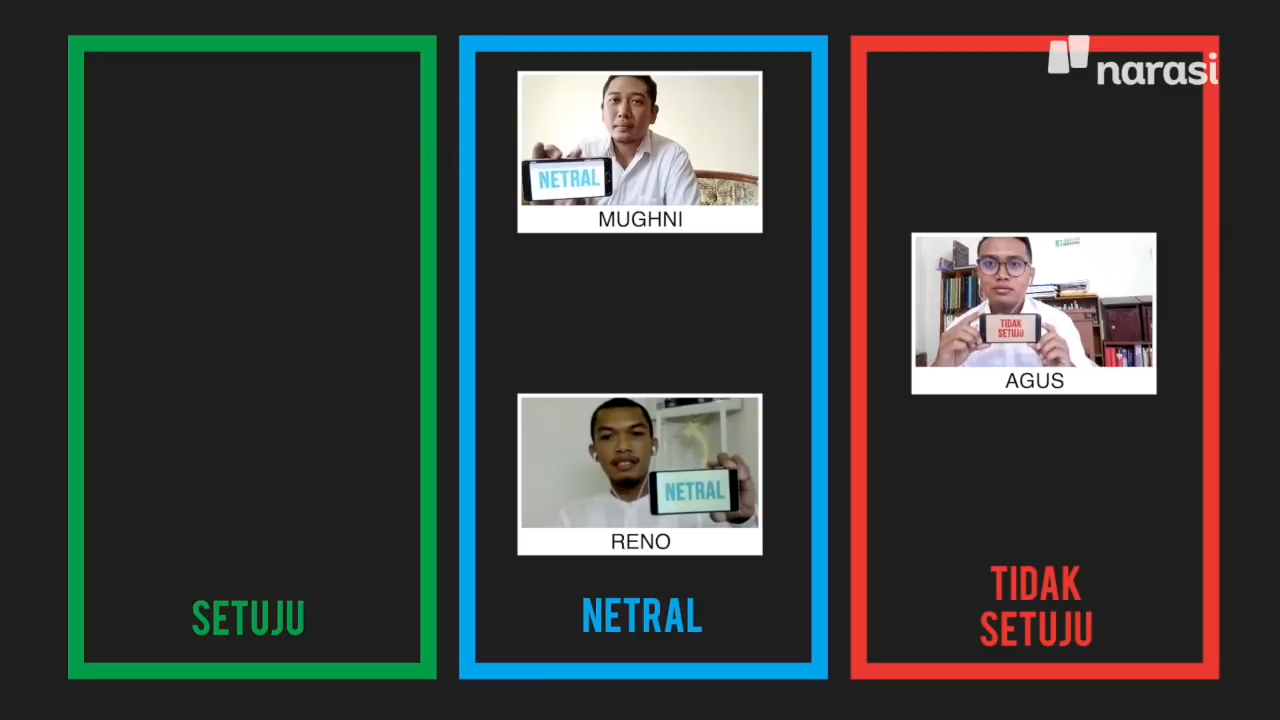 narasi
NETRAL
MUGHNI
TIDAK
SETUJU
AGUS
NETRAL
RENO
SETUJU
NETRAL
TIDAK
SETUJU